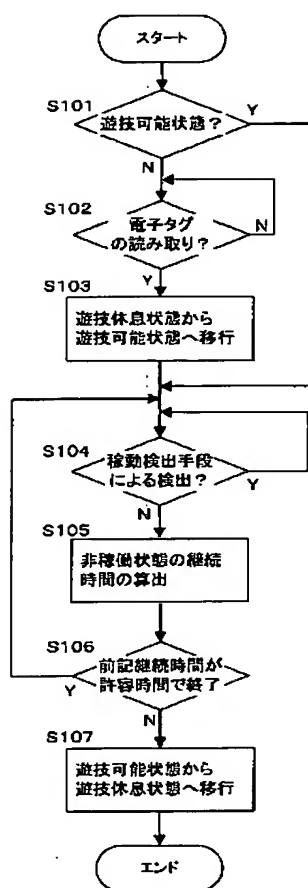 スタート
S101
遊技可能状態?
Y
N
S102
電子タグ
の読み取り?
N
Y
S103
遊技休息状態から
遊技可能状態へ移行
S104
稼動検出手段
による検出?
Y
N
S105
非稼働状態の継続
時間の算出
S106
前記継続時間が
許容時間で終了
Y
N
S107
遊技可能状態から
遊技休息状態へ移行
エンド